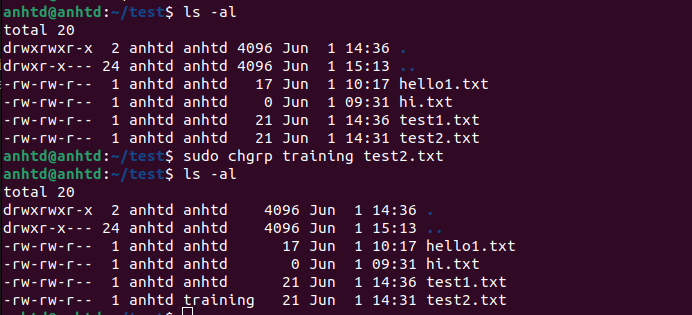 anhtd@anhtd:~/test$ ls -al
total 20
drwxrwxr-x  2 anhtd anhtd 4096 Jun  1 14:36 .
drwxr-x--- 24 anhtd anhtd 4096 Jun  1 15:13 ..
-rw-rw-r--  1 anhtd anhtd   17 Jun  1 10:17 hello1.txt
-rw-rw-r--  1 anhtd anhtd    0 Jun  1 09:31 hi.txt
-rw-rw-r--  1 anhtd anhtd   21 Jun  1 14:36 test1.txt
-rw-rw-r--  1 anhtd anhtd   21 Jun  1 14:31 test2.txt
anhtd@anhtd:~/test$ sudo chgrp training test2.txt
anhtd@anhtd:~/test$ ls -al
total 20
drwxrwxr-x  2 anhtd anhtd    4096 Jun  1 14:36 .
drwxr-x--- 24 anhtd anhtd    4096 Jun  1 15:13 ..
-rw-rw-r--  1 anhtd anhtd      17 Jun  1 10:17 hello1.txt
-rw-rw-r--  1 anhtd anhtd       0 Jun  1 09:31 hi.txt
-rw-rw-r--  1 anhtd anhtd      21 Jun  1 14:36 test1.txt
-rw-rw-r--  1 anhtd training   21 Jun  1 14:31 test2.txt
anhtd@anhtd:~/test$